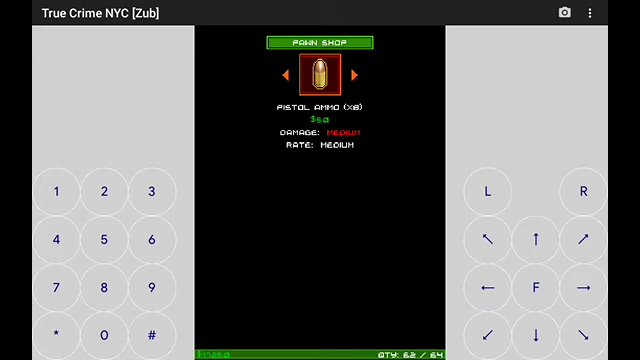 True Crime NYC [Zub]
PAWN SHOP
PISTOL AMMO (X8)
$50
DAMAGE: MEDIUM
RATE: MEDIUM
1 2 3
4 5 6
7 8 9
* 0 #
L R
↖ ↑ ↗
← F →
↙ ↓ ↘
QTY: 62 / 64